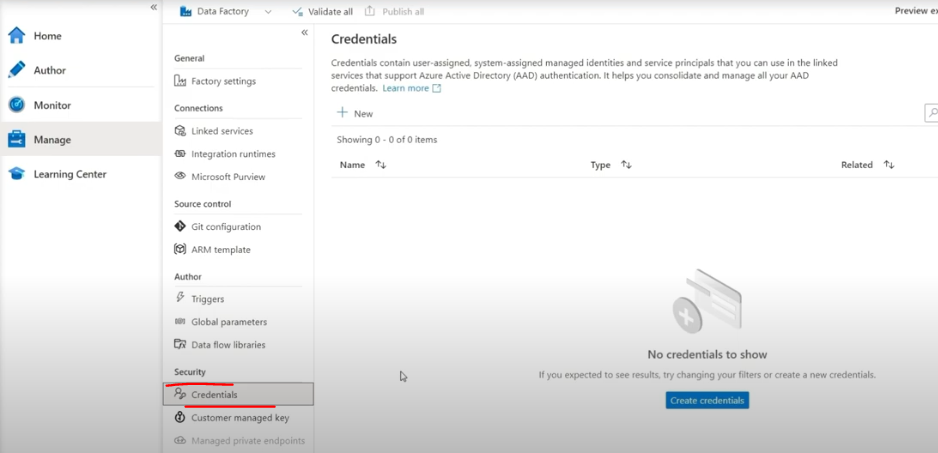 Data Factory
Validate all
Publish all
Preview ex
Home
Author
Monitor
Manage
Learning Center
General
Factory settings
Connections
Linked services
Integration runtimes
Microsoft Purview
Source control
Git configuration
ARM template
Author
Triggers
Global parameters
Data flow libraries
Security
Credentials
Customer managed key
Managed private endpoints
Credentials
Credentials contain user-assigned, system-assigned managed identities and service principals that you can use in the linked
services that support Azure Active Directory (AAD) authentication. It helps you consolidate and manage all your AAD
credentials. Learn more
New
Showing 0 - 0 of 0 items
Name
Type
Related
No credentials to show
If you expected to see results, try changing your filters or create a new credentials.
Create credentials